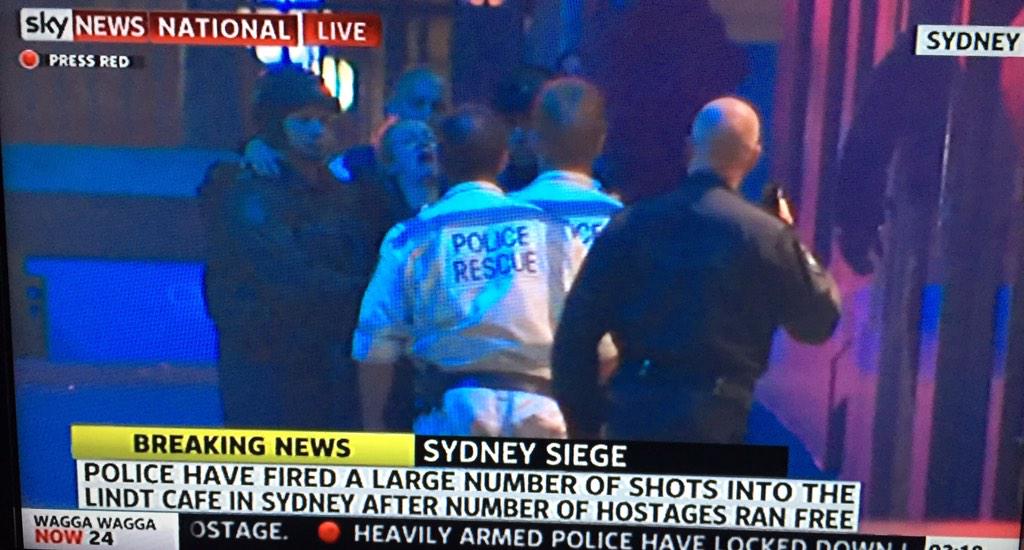 sky NEWS NATIONAL LIVE
PRESS RED
SYDNEY
POLICE
RESCUE
BREAKING NEWS
SYDNEY SIEGE
POLICE HAVE FIRED A LARGE NUMBER OF SHOTS INTO THE
LINDT CAFE IN SYDNEY AFTER NUMBER OF HOSTAGES RAN FREE
WAGGA WAGGA
NOW 24
OSTAGE. HEAVILY ARMED POLICE HAVE LOCKED DOWN